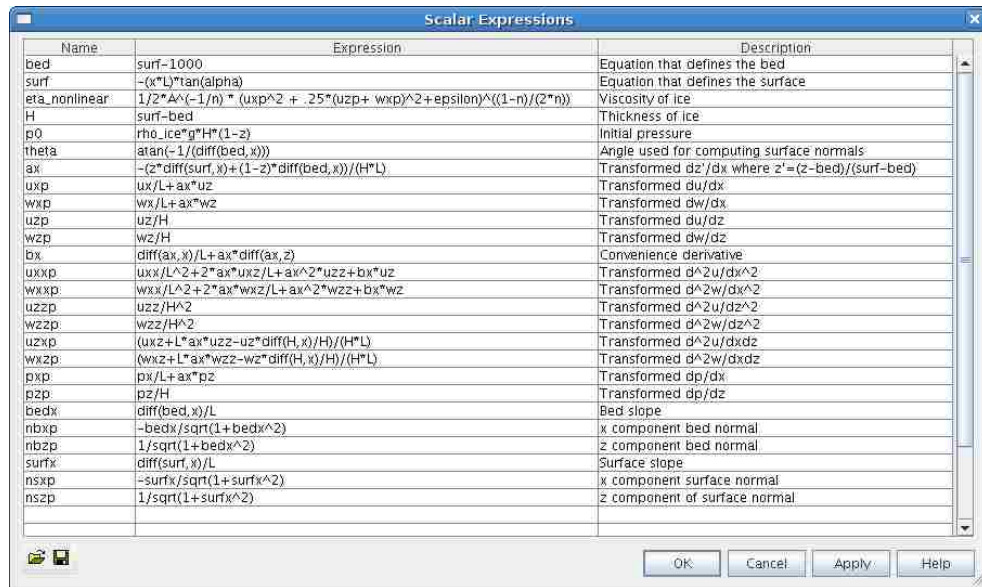 Scalar Expressions
Name Expression Description
bed surf-1000 Equation that defines the bed
surf -(x*L)*tan(alpha) Equation that defines the surface
eta_nonlinear 1/2*A^(-1/n) * (uxp^2 + .25*(uzp+ wxp)^2+epsilon)^((1-n)/(2*n)) Viscosity of ice
H surf-bed Thickness of ice
p0 rho_ice*g*H*(1-z) Initial pressure
theta atan(-1/(diff(bed,x))) Angle used for computing surface normals
ax -(z*diff(surf,x)+(1-z)*diff(bed,x))/(H*L) Transformed dz'/dx where z'=(z-bed)/(surf-bed)
uxp ux/L+ax*uz Transformed du/dx
wxp wx/L+ax*wz Transformed dw/dx
uzp uz/H Transformed du/dz
wzp wz/H Transformed dw/dz
bx diff(ax,x)/L+ax*diff(ax,z) Convenience derivative
uxxp uxx/L^2+2*ax*uxz/L+ax^2*uzz+bx*uz Transformed d^2u/dx^2
wxxp wxx/L^2+2*ax*wxz/L+ax^2*wzz+bx*wz Transformed d^2w/dx^2
uzzp uzz/H^2 Transformed d^2u/dz^2
wzzp wzz/H^2 Transformed d^2w/dz^2
uzxp (uxz+L*ax*uzz-uz*diff(H,x)/H)/(H*L) Transformed d^2u/dxdz
wxzp (wxz+L*ax*wzz-wz*diff(H,x)/H)/(H*L) Transformed d^2w/dxdz
pxp px/L+ax*pz Transformed dp/dx
pzp pz/H Transformed dp/dz
bedx diff(bed,x)/L Bed slope
nbxp -bedx/sqrt(1+bedx^2) x component bed normal
nbzp 1/sqrt(1+bedx^2) z component bed normal
surfx diff(surf,x)/L Surface slope
nsxp -surfx/sqrt(1+surfx^2) x component surface normal
nszp 1/sqrt(1+surfx^2) z component of surface normal
OK Cancel Apply Help